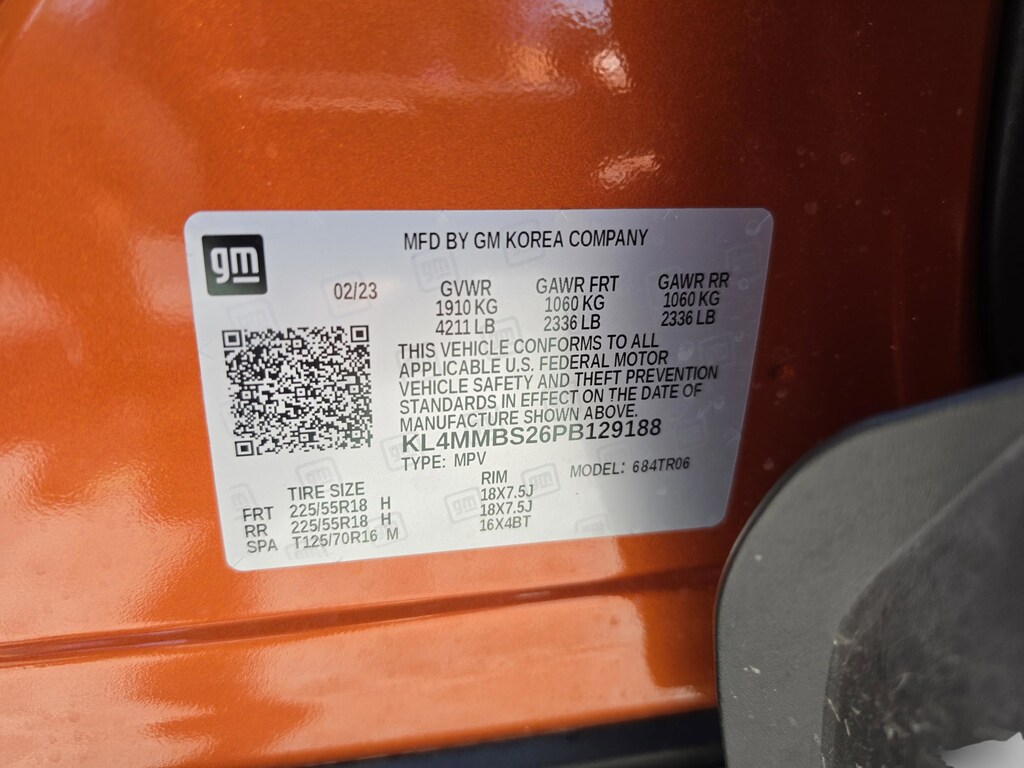 gm
MFD BY GM KOREA COMPANY
02/23
GVWR GAWR FRT GAWR RR
1910 KG 1060 KG 1060 KG
4211 LB 2336 LB 2336 LB
THIS VEHICLE CONFORMS TO ALL
APPLICABLE U.S. FEDERAL MOTOR
VEHICLE SAFETY AND THEFT PREVENTION
STANDARDS IN EFFECT ON THE DATE OF
MANUFACTURE SHOWN ABOVE.
KL4MMBS26PB129188
TYPE: MPV MODEL: 684TR06
TIRE SIZE RIM
FRT 225/55R18 H 18X7.5J
RR 225/55R18 H 18X7.5J
SPA T125/70R16 M 16X4BT